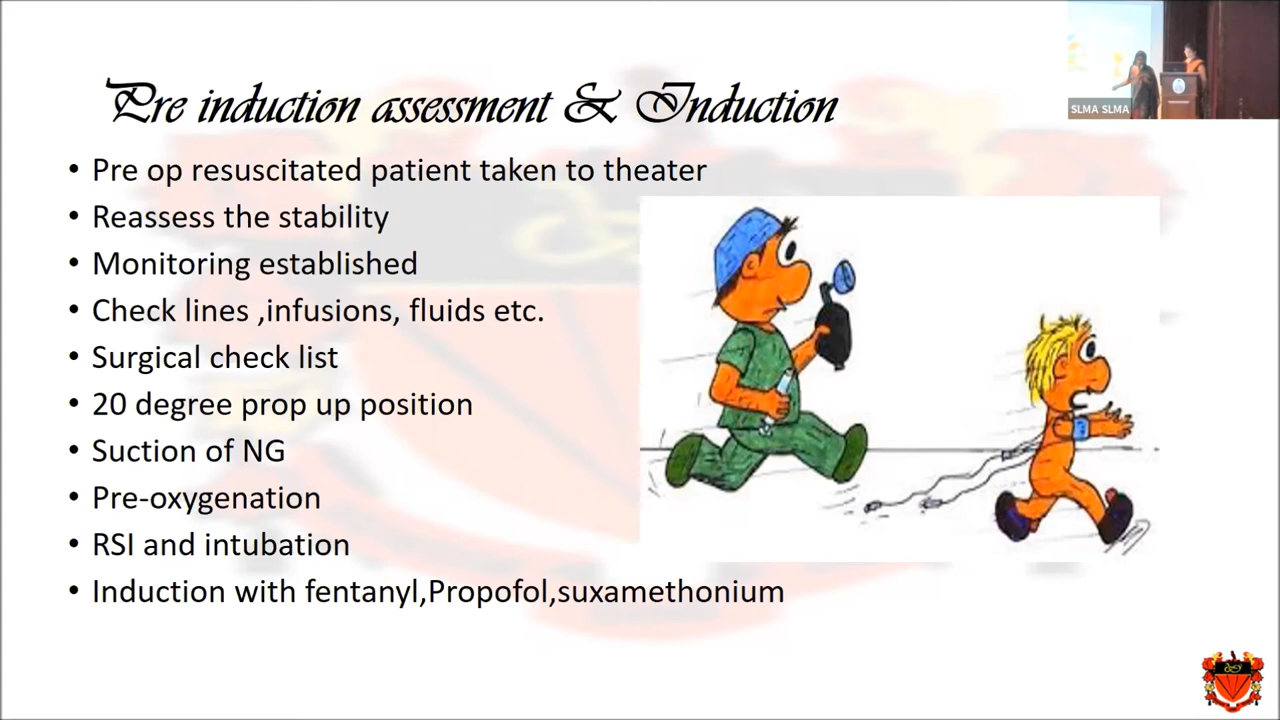 Pre induction assessment & Induction
SLMA SLMA
• Pre op resuscitated patient taken to theater
• Reassess the stability
• Monitoring established
• Check lines ,infusions, fluids etc.
• Surgical check list
• 20 degree prop up position
• Suction of NG
• Pre-oxygenation
• RSI and intubation
• Induction with fentanyl,Propofol,suxamethonium